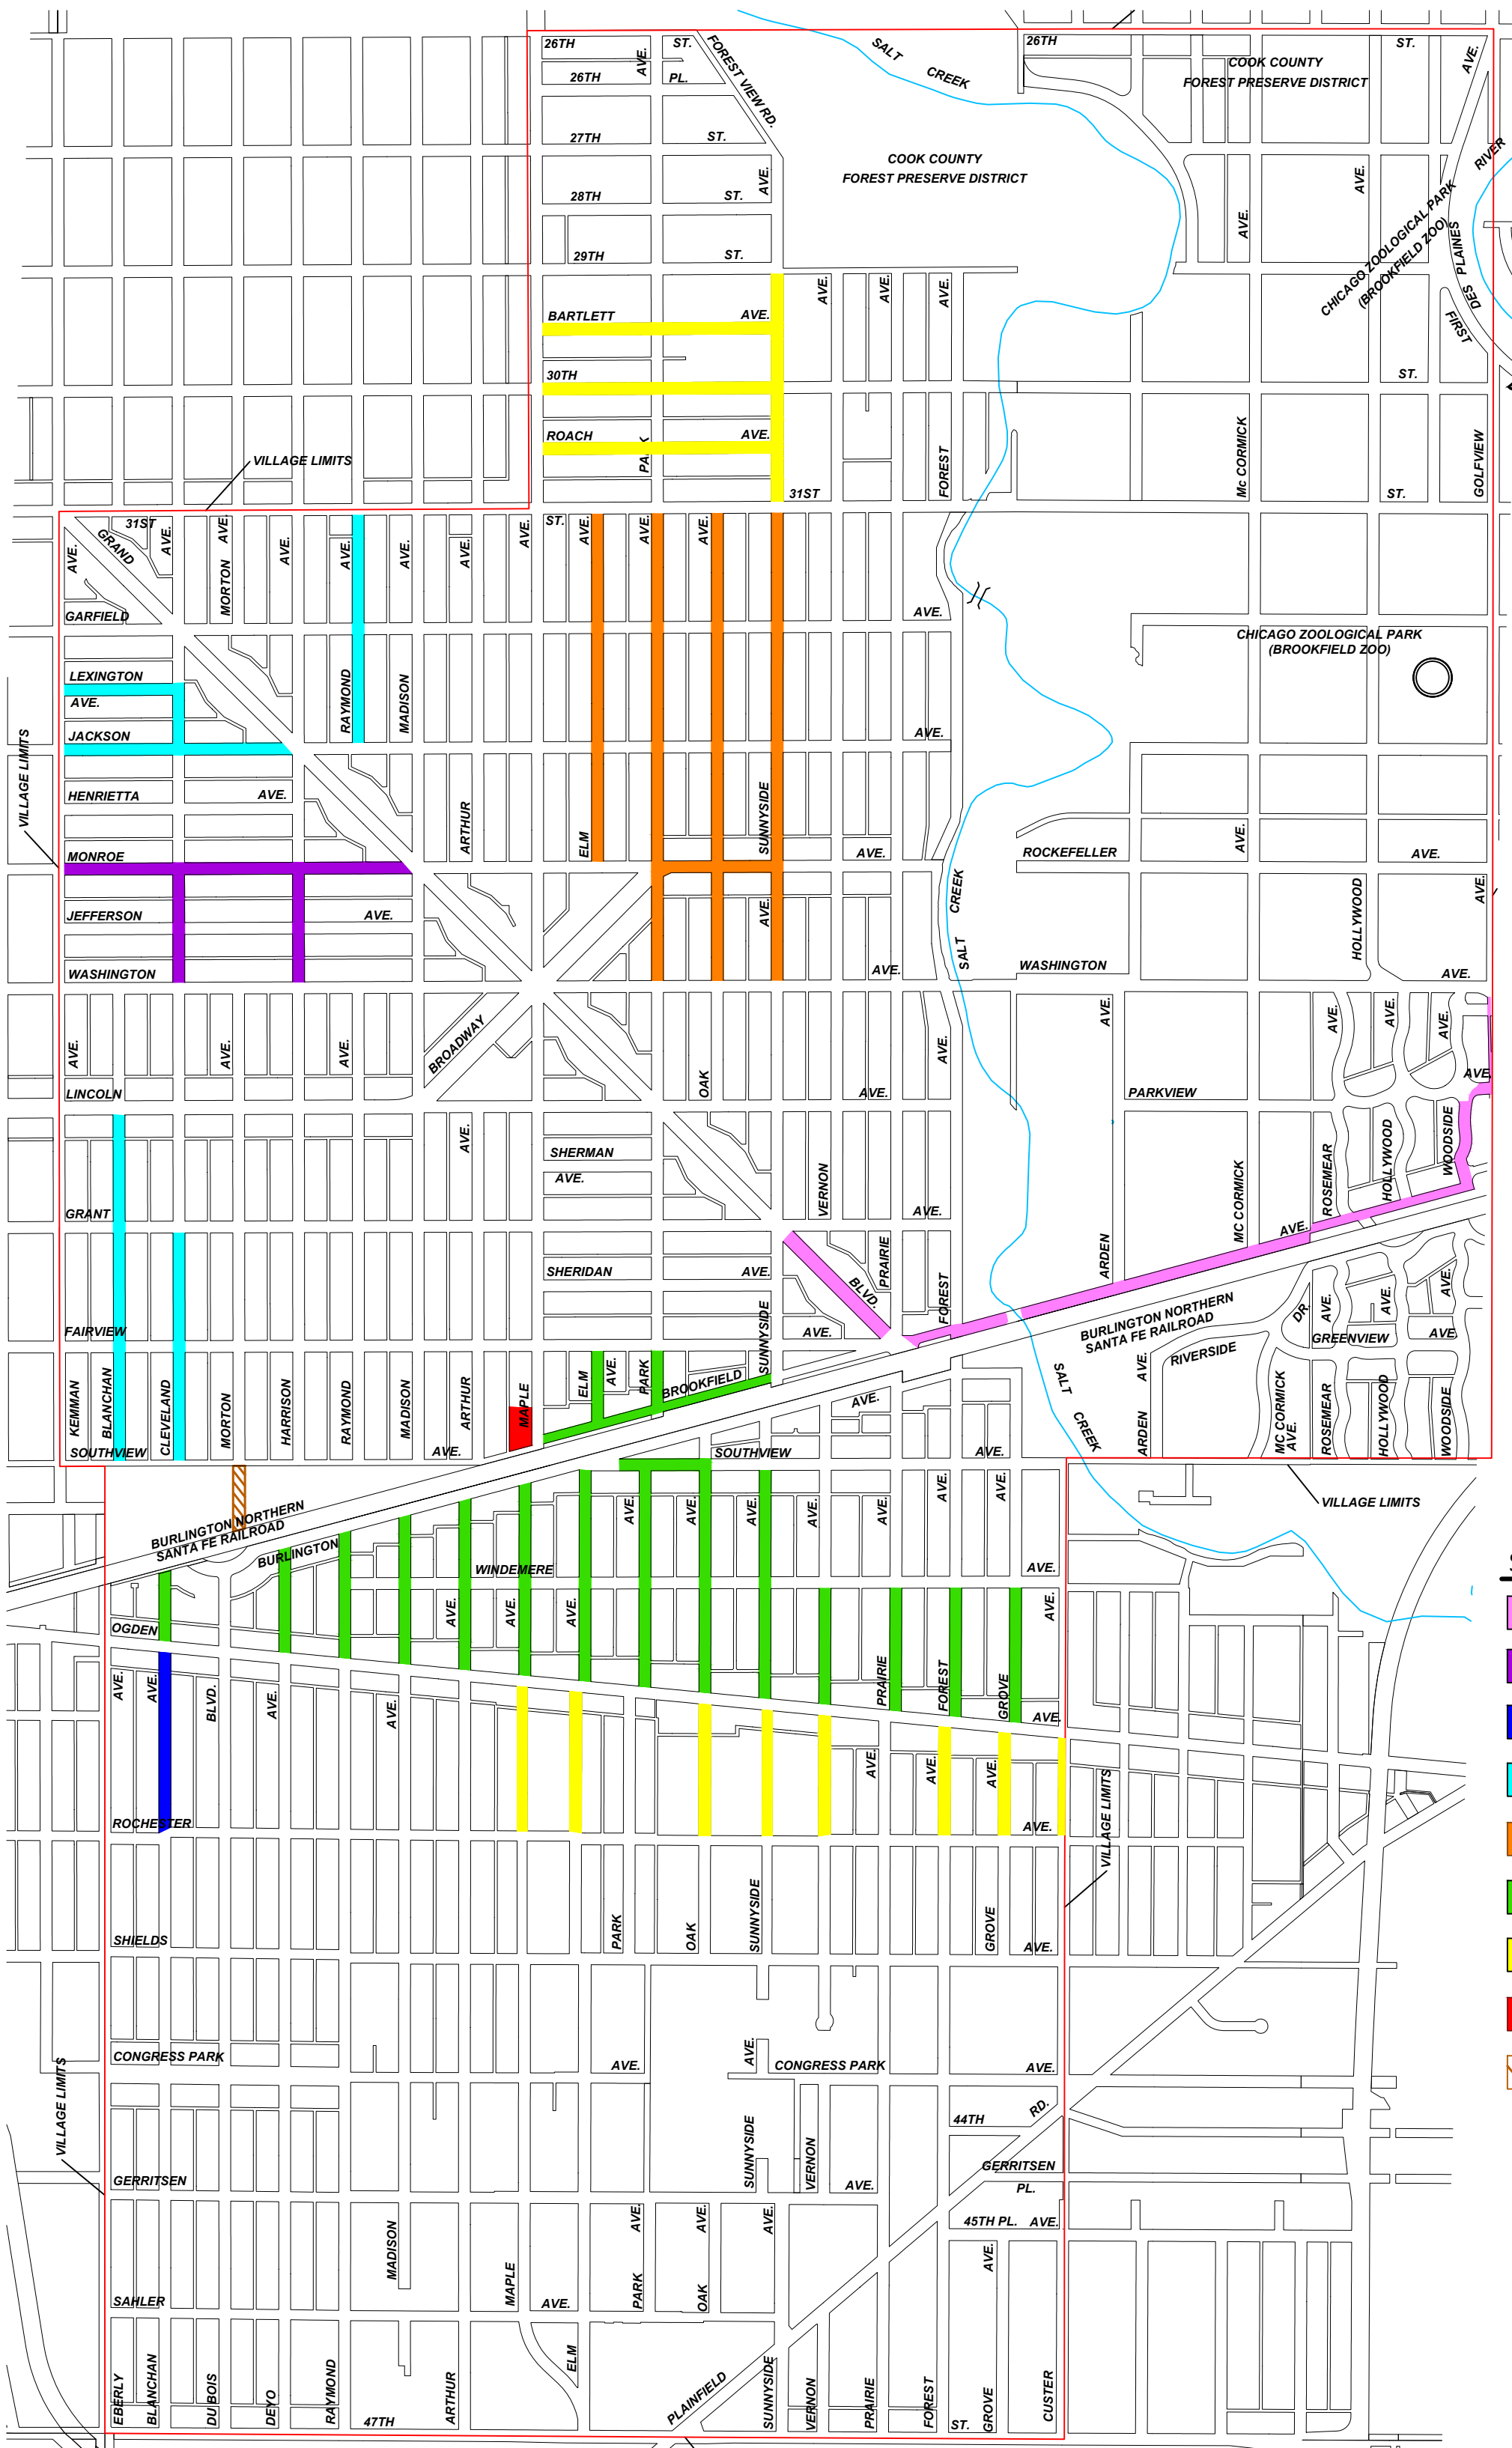 26TH AVE. ST. FOREST VIEW RD. SALT CREEK 26TH ST. AVE.
26TH PL.
COOK COUNTY
FOREST PRESERVE DISTRICT
27TH ST.
COOK COUNTY
FOREST PRESERVE DISTRICT
RIVER
28TH ST. AVE. AVE. AVE.
CHICAGO ZOOLOGICAL PARK
(BROOKFIELD ZOO)
DES PLAINES
29TH ST.
AVE. AVE. AVE.
BARTLETT AVE.
FIRST
30TH ST.
ROACH PARK AVE.
FOREST Mc CORMICK GOLFVIEW
VILLAGE LIMITS
31ST ST.
31ST ST.
AVE. GRAND AVE. AVE. AVE. AVE. AVE. AVE. AVE. AVE. AVE. AVE.
MORTON
GARFIELD AVE.
CHICAGO ZOOLOGICAL PARK
(BROOKFIELD ZOO)
LEXINGTON
AVE.
RAYMOND MADISON
JACKSON AVE.
VILLAGE LIMITS
HENRIETTA AVE.
ARTHUR ELM SUNNYSIDE
MONROE AVE. ROCKEFELLER AVE. AVE.
JEFFERSON AVE. AVE.
SALT CREEK
HOLLYWOOD AVE.
WASHINGTON AVE. WASHINGTON AVE.
AVE. AVE. AVE. BROADWAY AVE. AVE. AVE. AVE. AVE.
LINCOLN OAK AVE. PARKVIEW AVE.
AVE.
SHERMAN
AVE.
VERNON ROSEMEAR HOLLYWOOD WOODSIDE
GRANT AVE. MC CORMICK AVE.
SHERIDAN AVE. BLVD. PRAIRIE FOREST ARDEN
BURLINGTON NORTHERN
SANTA FE RAILROAD
DR. AVE. AVE. AVE.
FAIRVIEW SUNNYSIDE AVE. GREENVIEW AVE.
RIVERSIDE
KEMMAN BLANCHAN CLEVELAND MORTON HARRISON RAYMOND MADISON ARTHUR MAPLE ELM AVE. PARK BROOKFIELD AVE.
SALT CREEK
ARDEN AVE. MC CORMICK AVE. ROSEMEAR HOLLYWOOD WOODSIDE
SOUTHVIEW AVE. SOUTHVIEW AVE.
VILLAGE LIMITS
BURLINGTON NORTHERN
SANTA FE RAILROAD
AVE. AVE. AVE. AVE. AVE. AVE. AVE.
BURLINGTON WINDEMERE AVE.
AVE. AVE. AVE. AVE.
OGDEN
PRAIRIE FOREST GROVE AVE.
AVE. AVE. BLVD. AVE. AVE.
AVE. AVE. AVE.
ROCHESTER AVE.
VILLAGE LIMITS
PARK OAK SUNNYSIDE GROVE
SHIELDS AVE.
CONGRESS PARK AVE. AVE. CONGRESS PARK AVE.
VILLAGE LIMITS
44TH RD.
SUNNYSIDE VERNON
GERRITSEN AVE. GERRITSEN
PL.
AVE. AVE. AVE. 45TH PL. AVE.
MADISON MAPLE PARK OAK AVE.
SAHLER AVE.
EBERLY BLANCHAN DUBOIS DEYO RAYMOND ARTHUR ELM PLAINFIELD SUNNYSIDE VERNON PRAIRIE FOREST GROVE CUSTER
47TH ST.